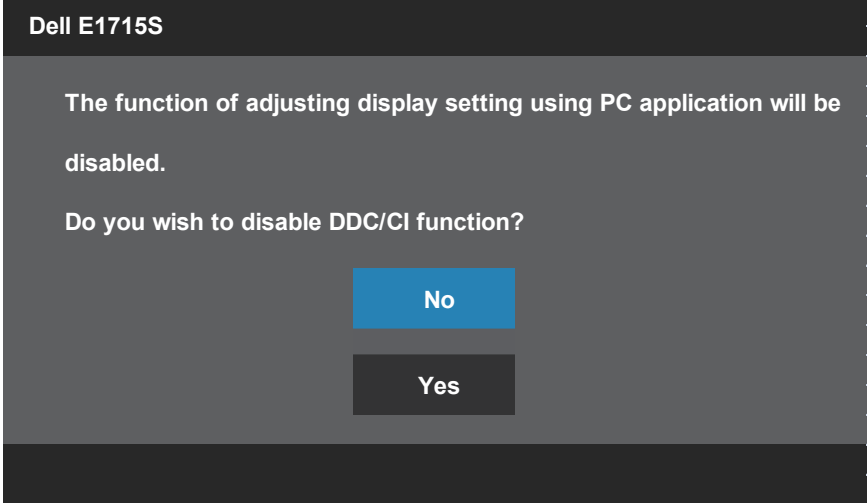 Dell E1715S
The function of adjusting display setting using PC application will be
disabled.
Do you wish to disable DDC/CI function?
No
Yes